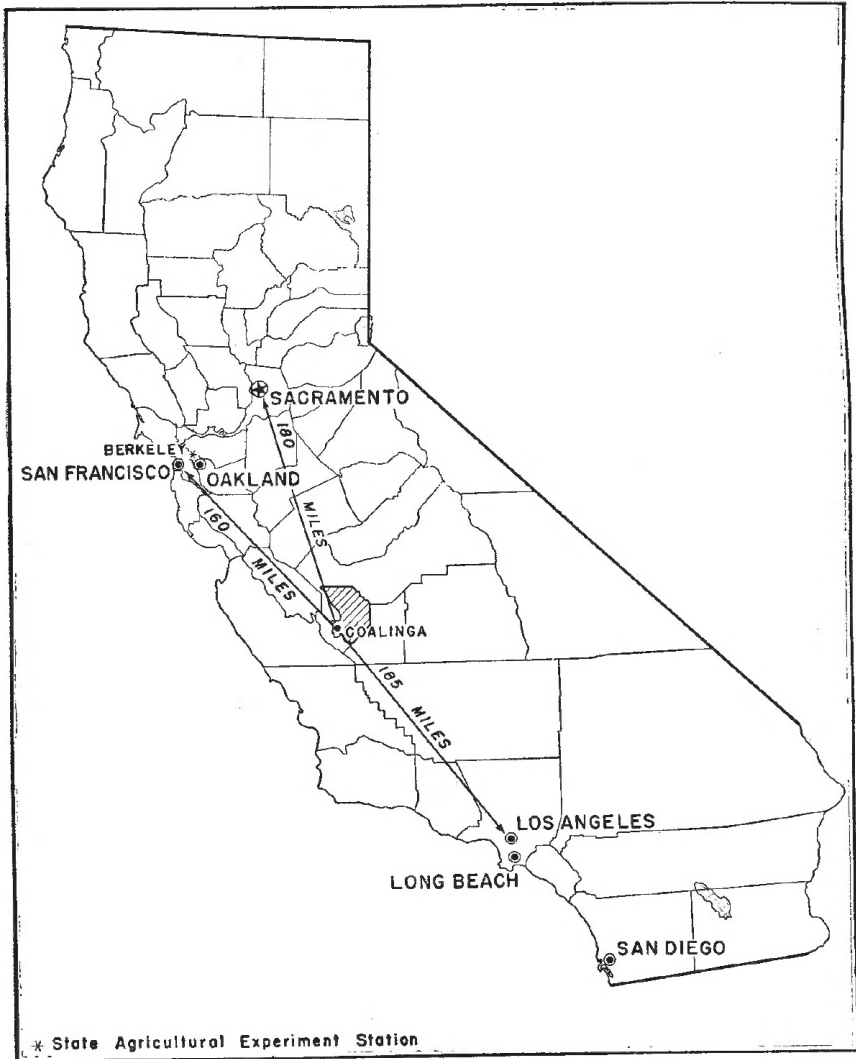 SACRAMENTO
180
MILES
BERKELEY *
SAN FRANCISCO
OAKLAND
160
MILES
COALINGA
185
MILES
LOS ANGELES
LONG BEACH
SAN DIEGO
* State Agricultural Experiment Station